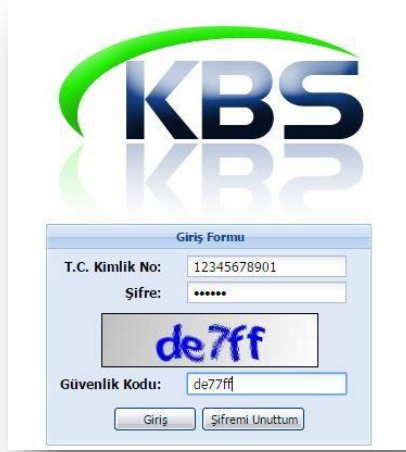 KBS
Giriş Formu
T.C. Kimlik No: 12345678901
Şifre: ••••••
de7ff
Güvenlik Kodu: de77ff
Giriş Şifremi Unuttum